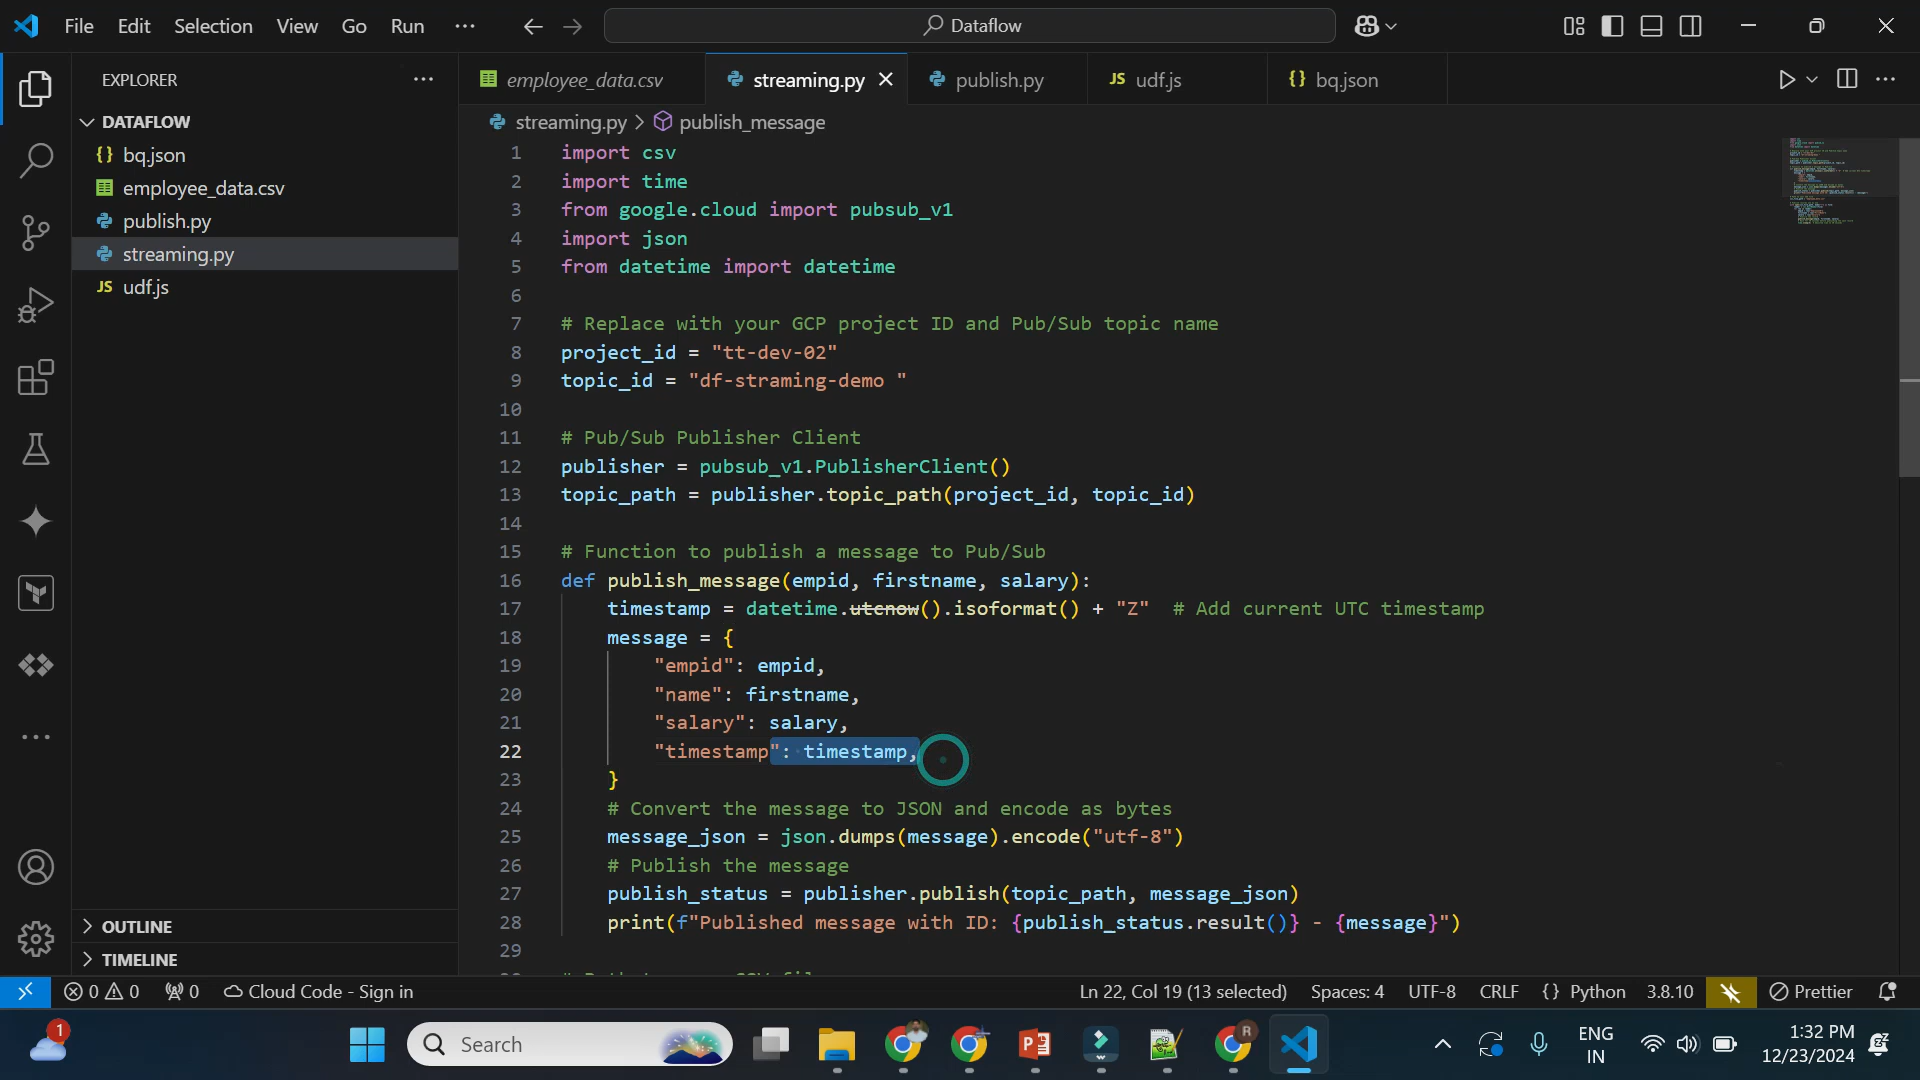 File Edit Selection View Go Run ···
Dataflow
EXPLORER
employee_data.csv
streaming.py
publish.py
JS udf.js
{} bq.json
DATAFLOW
{} bq.json
employee_data.csv
publish.py
streaming.py
JS udf.js
streaming.py > publish_message
1 import csv
2 import time
3 from google.cloud import pubsub_v1
4 import json
5 from datetime import datetime
6
7 # Replace with your GCP project ID and Pub/Sub topic name
8 project_id = "tt-dev-02"
9 topic_id = "df-straming-demo "
10
11 # Pub/Sub Publisher Client
12 publisher = pubsub_v1.PublisherClient()
13 topic_path = publisher.topic_path(project_id, topic_id)
14
15 # Function to publish a message to Pub/Sub
16 def publish_message(empid, firstname, salary):
17 timestamp = datetime.utcnow().isoformat() + "Z" # Add current UTC timestamp
18 message = {
19 "empid": empid,
20 "name": firstname,
21 "salary": salary,
22 "timestamp": timestamp,
23 }
24 # Convert the message to JSON and encode as bytes
25 message_json = json.dumps(message).encode("utf-8")
26 # Publish the message
27 publish_status = publisher.publish(topic_path, message_json)
28 print(f"Published message with ID: {publish_status.result()} - {message}")
29
OUTLINE
TIMELINE
0 0 0 Cloud Code - Sign in
Ln 22, Col 19 (13 selected) Spaces: 4 UTF-8 CRLF {} Python 3.8.10 Prettier
1
Search
R
ENG
IN
1:32 PM
12/23/2024